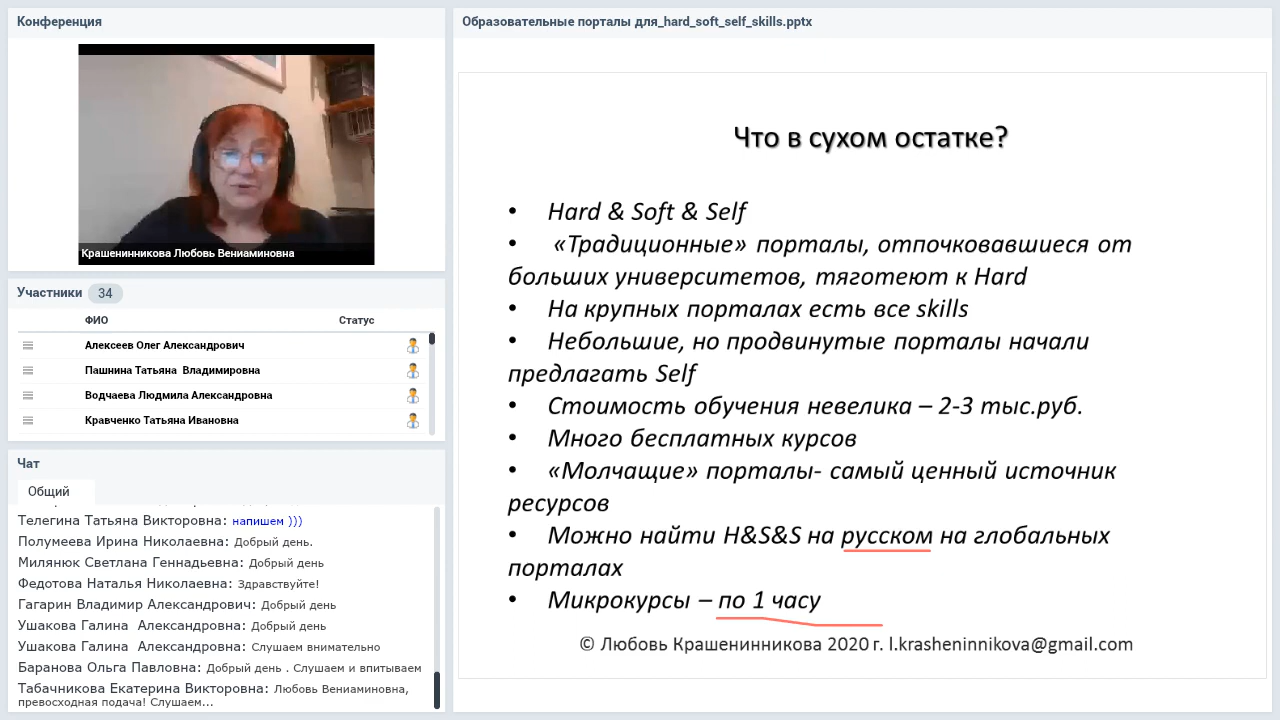 Конференция
Крашенинникова Любовь Вениаминовна
Участники 34
ФИО Статус
Алексеев Олег Александрович
Пашнина Татьяна Владимировна
Водчаева Людмила Александровна
Кравченко Татьяна Ивановна
Чат
Общий
Телегина Татьяна Викторовна: напишем )))
Полумеева Ирина Николаевна: Добрый день.
Милянюк Светлана Геннадьевна: Добрый день
Федотова Наталья Николаевна: Здравствуйте!
Гагарин Владимир Александрович: Добрый день
Ушакова Галина Александровна: Добрый день
Ушакова Галина Александровна: Слушаем внимательно
Баранова Ольга Павловна: Добрый день . Слушаем и впитываем
Табачникова Екатерина Викторовна: Любовь Вениаминовна,
превосходная подача! Слушаем...
Образовательные порталы для_hard_soft_self_skills.pptx
Что в сухом остатке?
• Hard & Soft & Self
• «Традиционные» порталы, отпочковавшиеся от
больших университетов, тяготеют к Hard
• На крупных порталах есть все skills
• Небольшие, но продвинутые порталы начали
предлагать Self
• Стоимость обучения невелика – 2-3 тыс.руб.
• Много бесплатных курсов
• «Молчащие» порталы- самый ценный источник
ресурсов
• Можно найти H&S&S на русском на глобальных
порталах
• Микрокурсы – по 1 часу
© Любовь Крашенинникова 2020 г. l.krasheninnikova@gmail.com